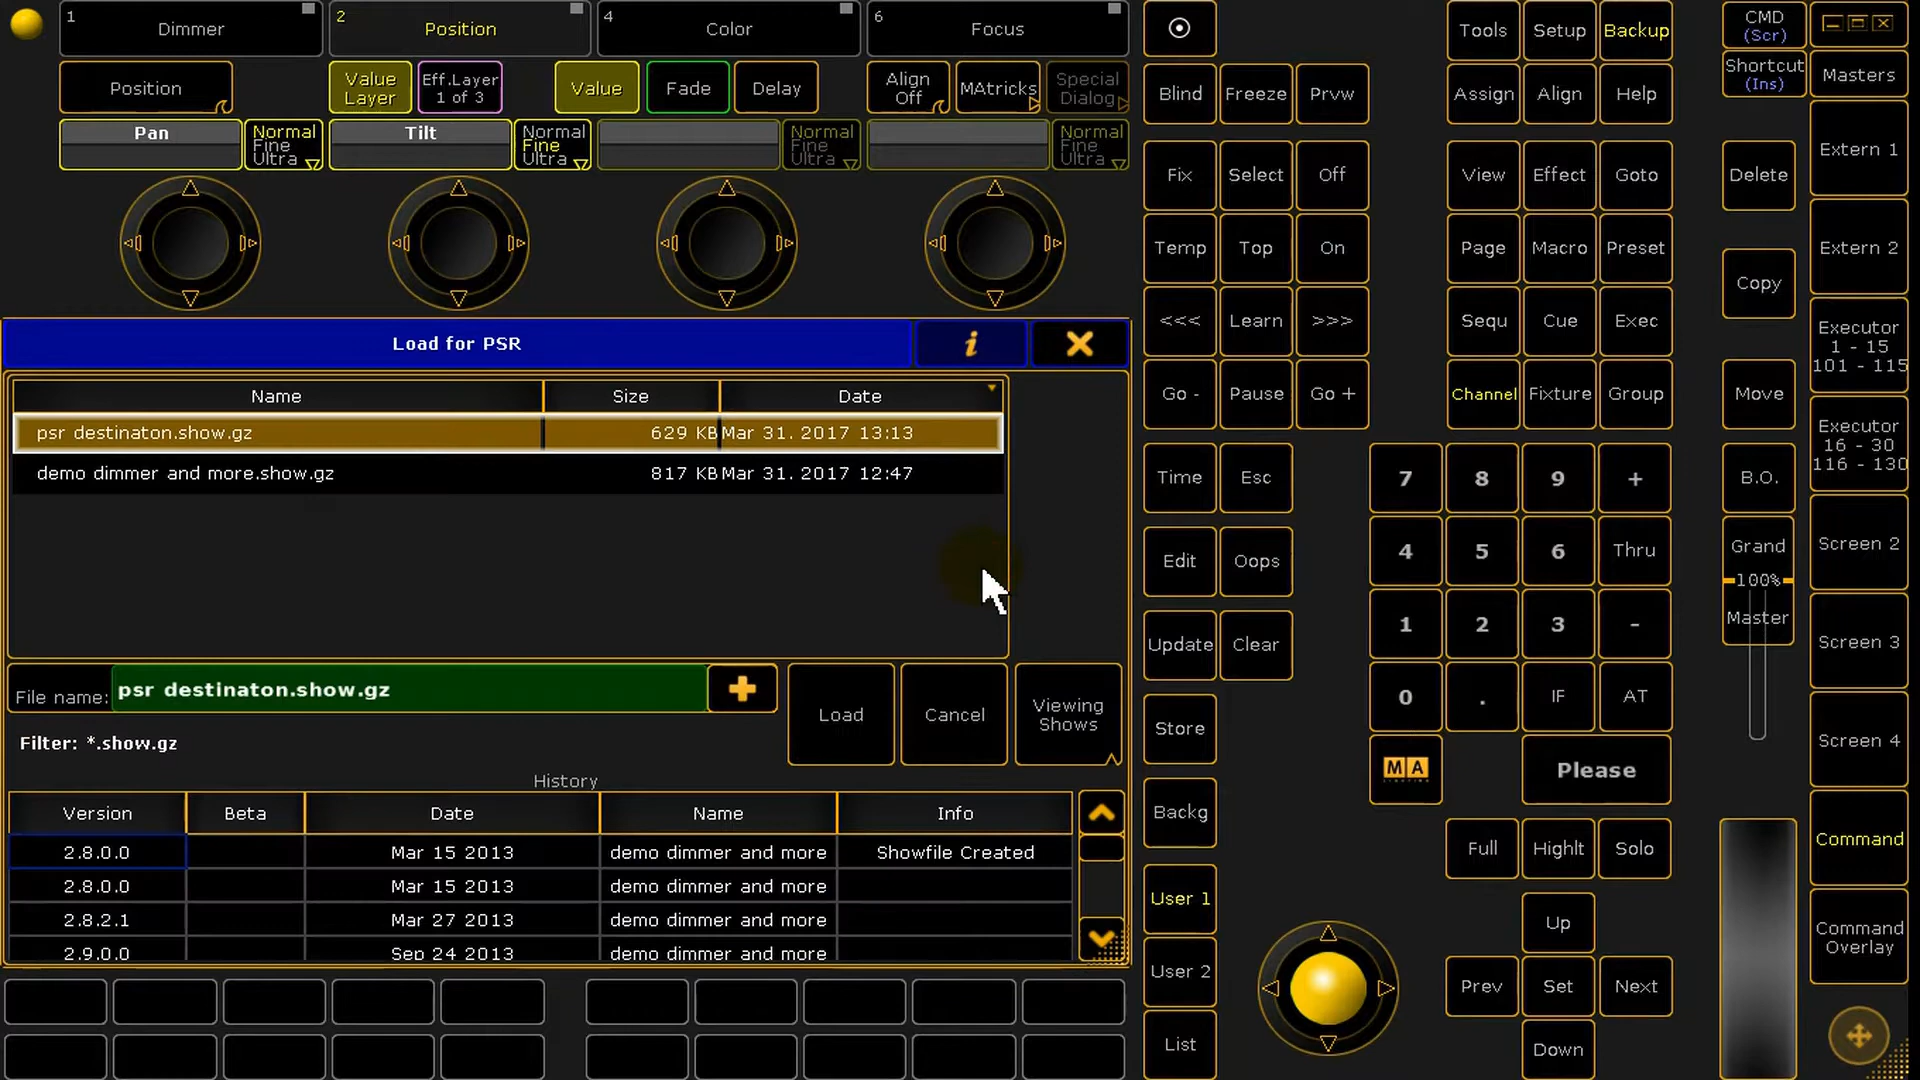 1 Dimmer
2 Position
4 Color
6 Focus
Position
Value Layer
Eff.Layer 1 of 3
Value
Fade
Delay
Align Off
MAtricks
Special Dialog
Pan
Normal Fine Ultra
Tilt
Normal Fine Ultra
Normal Fine Ultra
Normal Fine Ultra
Load for PSR
i
Name Size Date
psr destinaton.show.gz 629 KB Mar 31. 2017 13:13
demo dimmer and more.show.gz 817 KB Mar 31. 2017 12:47
File name: psr destinaton.show.gz
Load
Cancel
Viewing Shows
Filter: *.show.gz
History
Version Beta Date Name Info
2.8.0.0 Mar 15 2013 demo dimmer and more Showfile Created
2.8.0.0 Mar 15 2013 demo dimmer and more
2.8.2.1 Mar 27 2013 demo dimmer and more
2.9.0.0 Sep 24 2013 demo dimmer and more
Tools Setup Backup
Blind Freeze Prvw Assign Align Help
Fix Select Off View Effect Goto
Temp Top On Page Macro Preset
<<< Learn >>> Sequ Cue Exec
Go - Pause Go + Channel Fixture Group
Time Esc 7 8 9 +
Edit Oops 4 5 6 Thru
Update Clear 1 2 3 -
Store 0 . IF AT
MA Please
Backg
Full Highlt Solo
User 1
Up
User 2
Prev Set Next
List
Down
Delete
Copy
Move
B.O.
Grand
100%
Master
CMD
(Scr)
Shortcut
(Ins)
Masters
Extern 1
Extern 2
Executor
1 - 15
101 - 115
Executor
16 - 30
116 - 130
Screen 2
Screen 3
Screen 4
Command
Command
Overlay